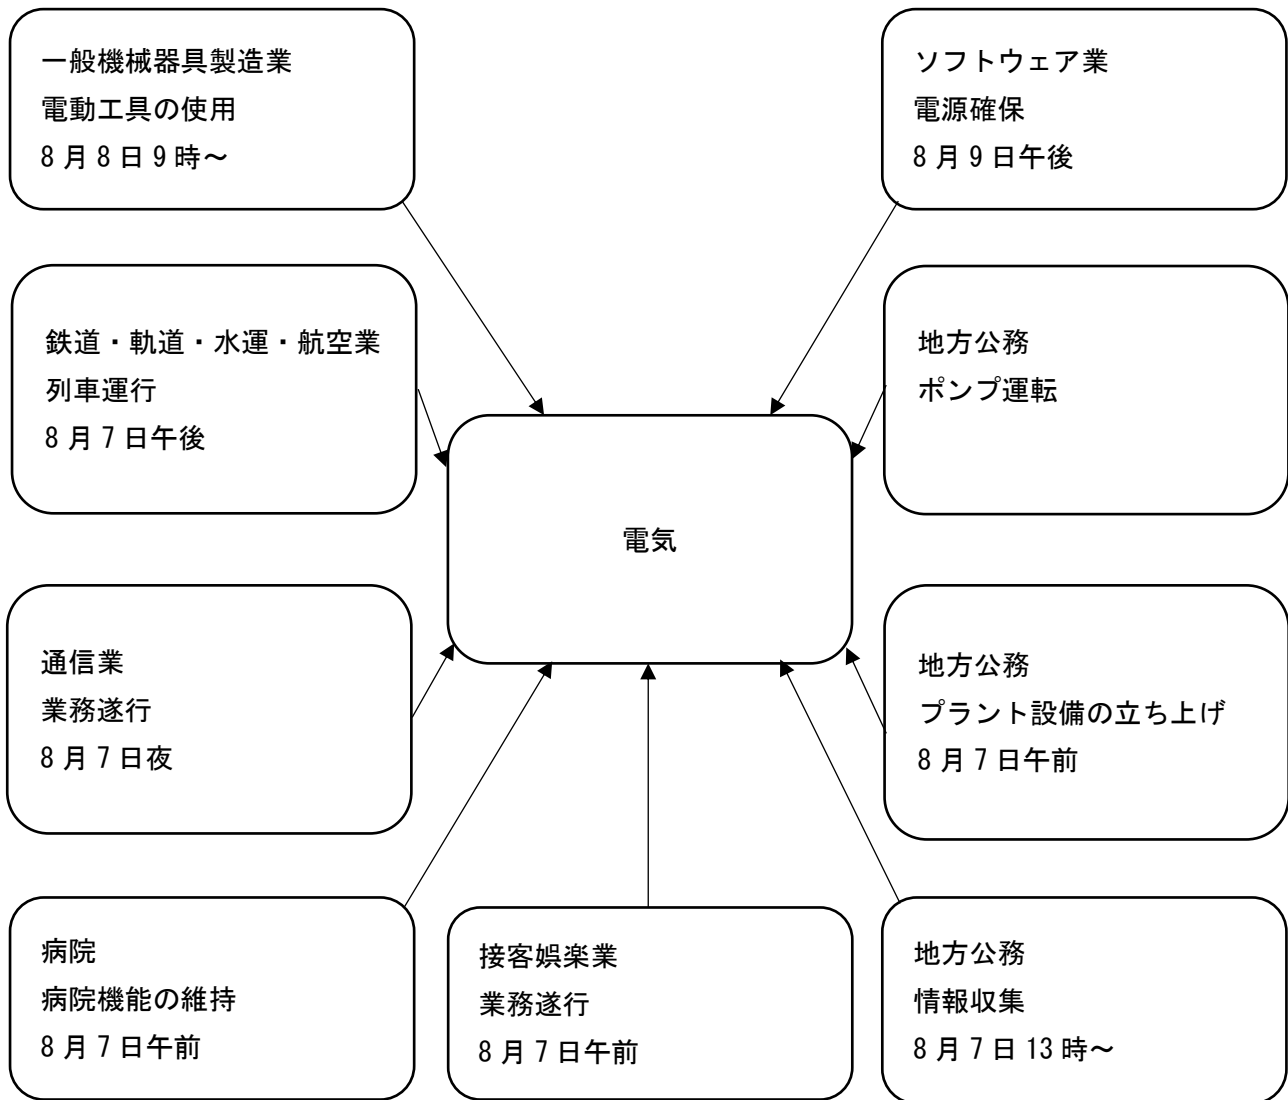 一般機械器具製造業
電動工具の使用
8月8日9時～
ソフトウェア業
電源確保
8月9日午後
鉄道・軌道・水運・航空業
列車運行
8月7日午後
地方公務
ポンプ運転
電気
通信業
業務遂行
8月7日夜
地方公務
プラント設備の立ち上げ
8月7日午前
病院
病院機能の維持
8月7日午前
接客娯楽業
業務遂行
8月7日午前
地方公務
情報収集
8月7日13時～